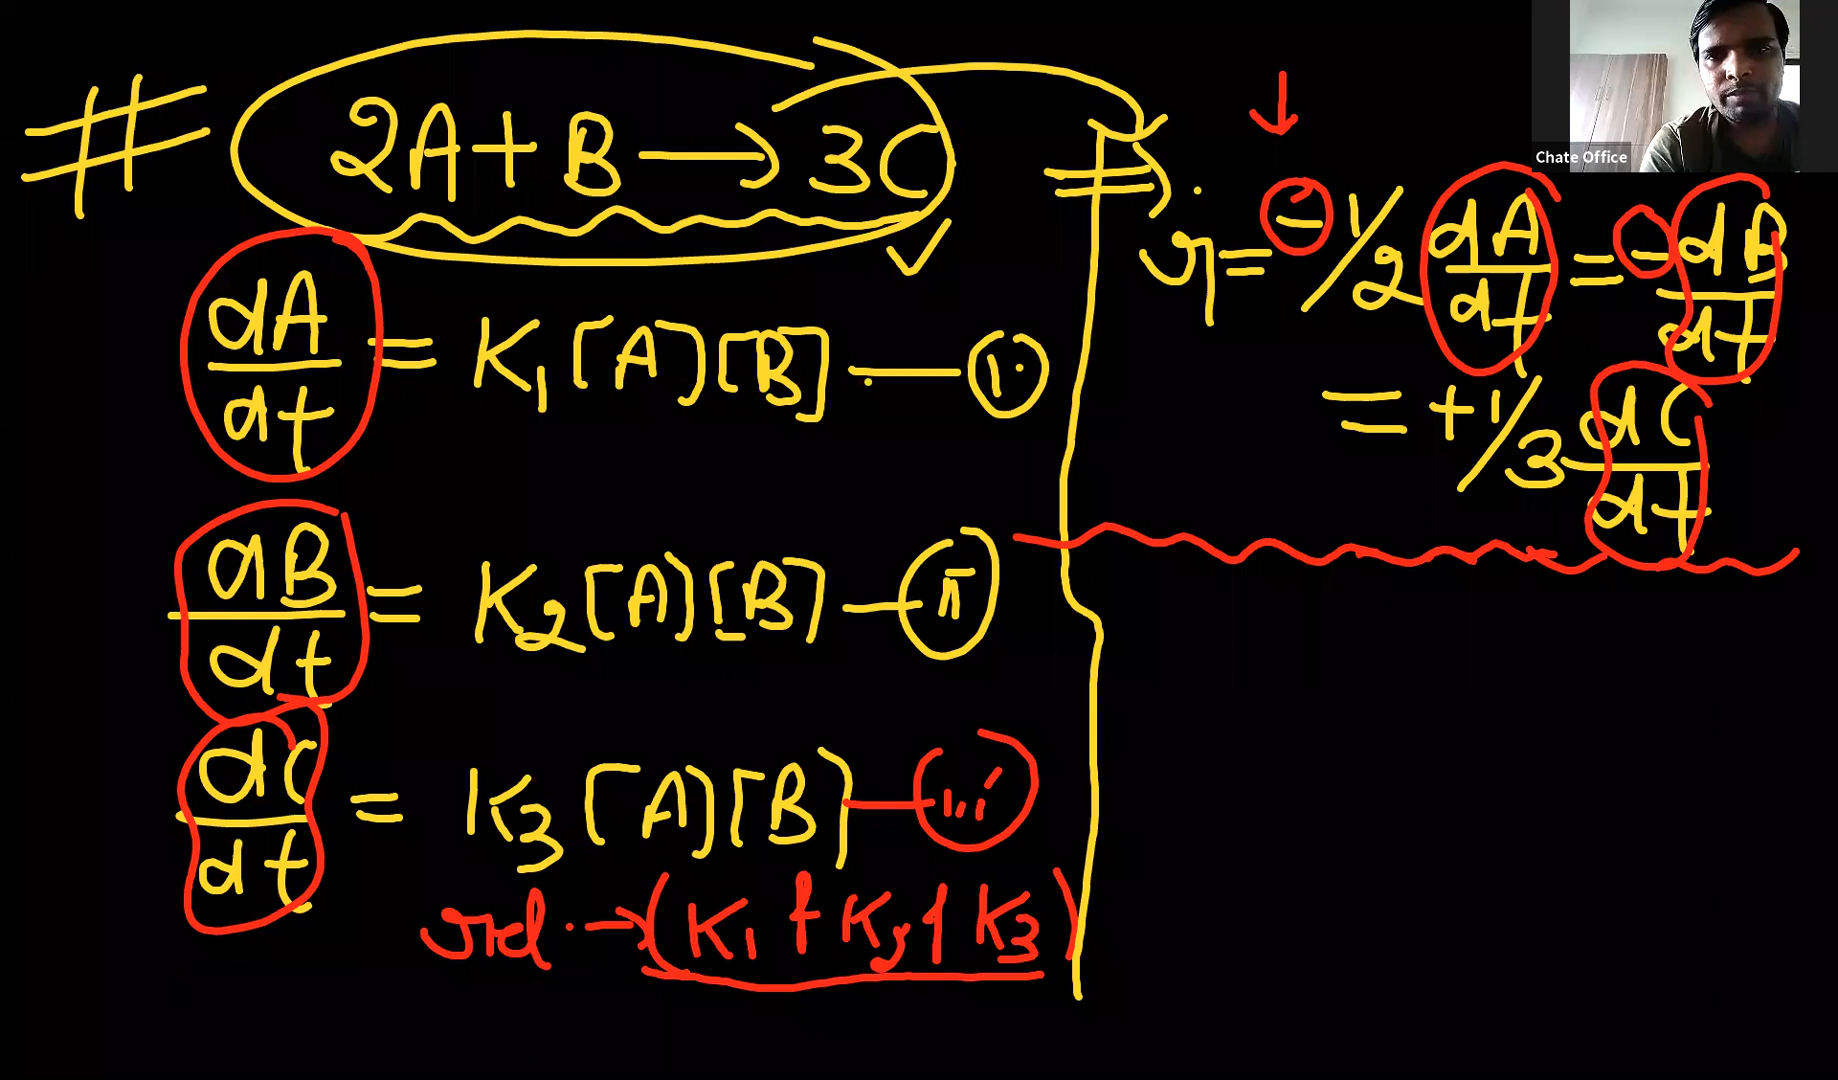 # 2A + B → 3C
dA/dt = K1[A][B] — (I)
dB/dt = K2[A][B] — (II)
dC/dt = K3[A][B] — (III)
→ (K1 + K2 + K3)
r = - 1/2 dA/dt = - dB/dt
= + 1/3 dC/dt
Chate Office